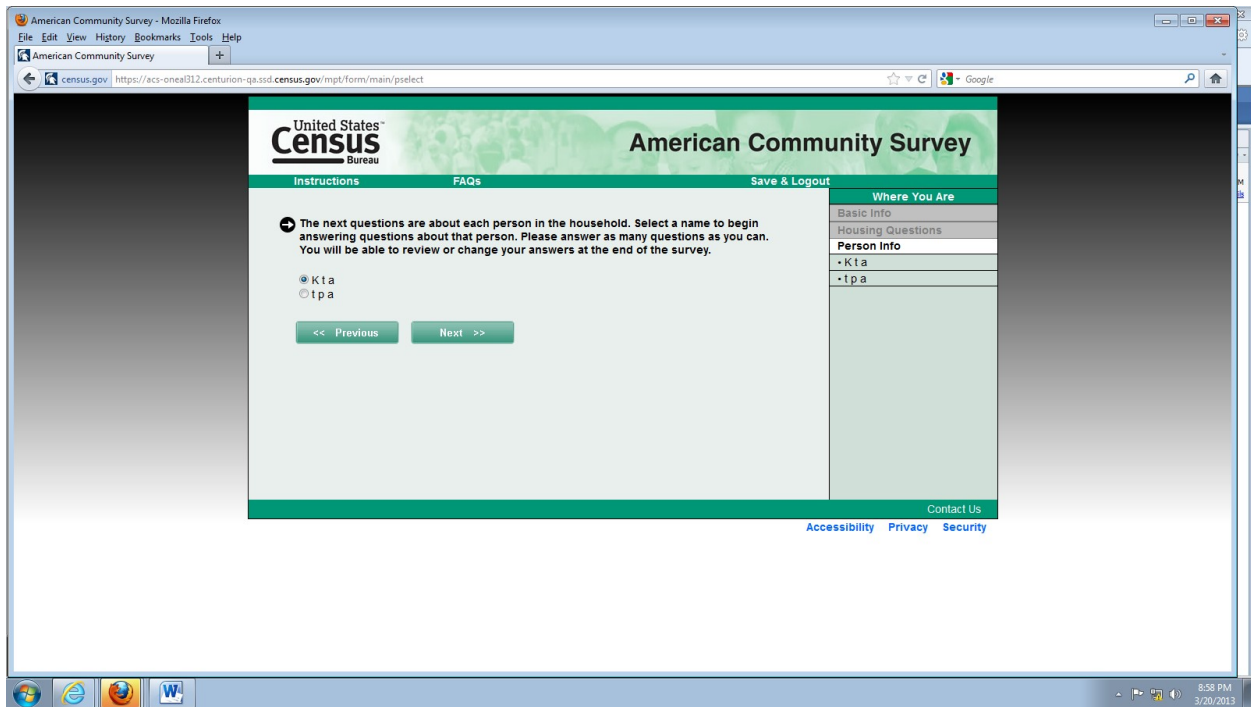 American Community Survey - Mozilla Firefox
File Edit View History Bookmarks Tools Help
American Community Survey +
census.gov https://acs-oneal312.centurion-qa.ssd.census.gov/mpt/form/main/pselect Google
United States™
Census
Bureau
American Community Survey
Instructions FAQs Save & Logout
Where You Are
Basic Info
Housing Questions
Person Info
• K t a
• t p a
The next questions are about each person in the household. Select a name to begin
answering questions about that person. Please answer as many questions as you can.
You will be able to review or change your answers at the end of the survey.
K t a
t p a
<< Previous Next >>
Contact Us
Accessibility Privacy Security
8:58 PM
3/20/2013